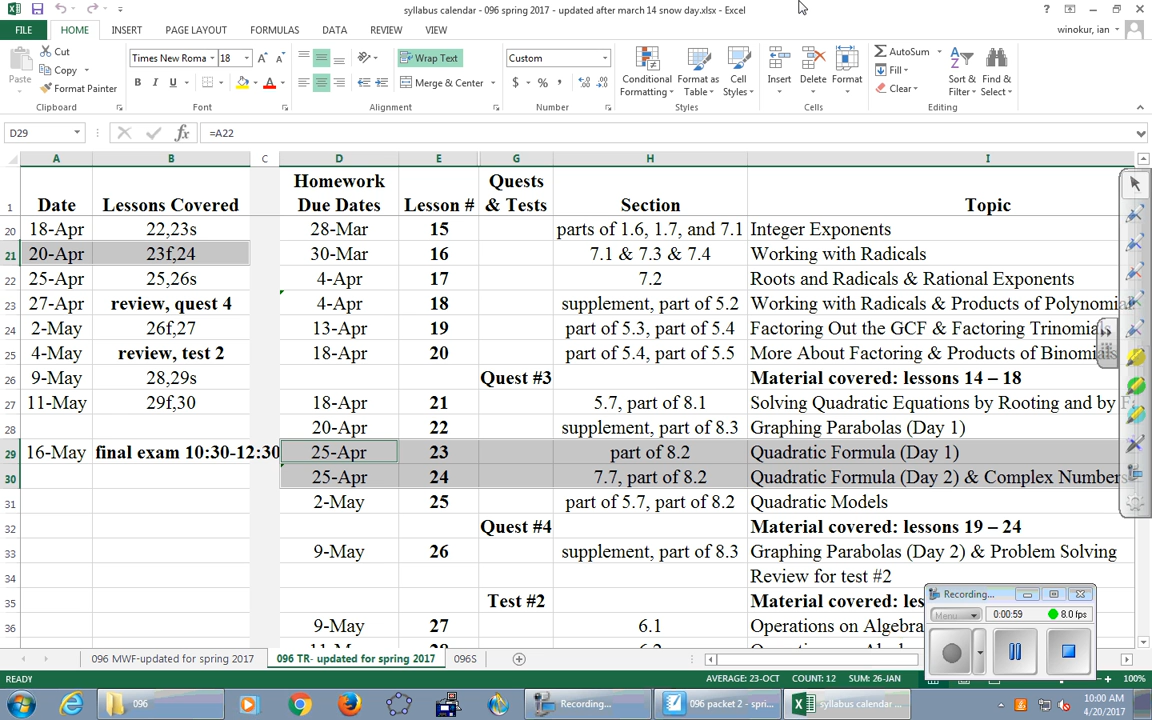 syllabus calendar - 096 spring 2017 - updated after march 14 snow day.xlsx - Excel
FILE HOME INSERT PAGE LAYOUT FORMULAS DATA REVIEW VIEW winokur, ian
Paste Cut Copy Format Painter Clipboard
Times New Roma 18 B I U A Font
Wrap Text Merge & Center Alignment
Custom $ % , Number
Conditional Formatting Format as Table Cell Styles Styles
Insert Delete Format Cells
AutoSum Fill Clear Sort & Filter Find & Select Editing
D29 fx =A22
A B C D E G H I
1 Date Lessons Covered Homework Due Dates Lesson # Quests & Tests Section Topic
20 18-Apr 22,23s 28-Mar 15 parts of 1.6, 1.7, and 7.1 Integer Exponents
21 20-Apr 23f,24 30-Mar 16 7.1 & 7.3 & 7.4 Working with Radicals
22 25-Apr 25,26s 4-Apr 17 7.2 Roots and Radicals & Rational Exponents
23 27-Apr review, quest 4 4-Apr 18 supplement, part of 5.2 Working with Radicals & Products of Polynomia
24 2-May 26f,27 13-Apr 19 part of 5.3, part of 5.4 Factoring Out the GCF & Factoring Trinomials
25 4-May review, test 2 18-Apr 20 part of 5.4, part of 5.5 More About Factoring & Products of Binomials
26 9-May 28,29s Quest #3 Material covered: lessons 14 – 18
27 11-May 29f,30 18-Apr 21 5.7, part of 8.1 Solving Quadratic Equations by Rooting and by
28 20-Apr 22 supplement, part of 8.3 Graphing Parabolas (Day 1)
29 16-May final exam 10:30-12:30 25-Apr 23 part of 8.2 Quadratic Formula (Day 1)
30 25-Apr 24 7.7, part of 8.2 Quadratic Formula (Day 2) & Complex Numbers
31 2-May 25 part of 5.7, part of 8.2 Quadratic Models
32 Quest #4 Material covered: lessons 19 – 24
33 9-May 26 supplement, part of 8.3 Graphing Parabolas (Day 2) & Problem Solving
34 Review for test #2
35 Test #2 Material covered: les
36 9-May 27 6.1 Operations on Algebra
Recording...
Menu 0:00:59 8.0 fps
096 MWF-updated for spring 2017 096 TR- updated for spring 2017 096S
READY AVERAGE: 23-OCT COUNT: 12 SUM: 26-JAN 100%
096 Recording... 096 packet 2 - spri... syllabus calendar ... 10:00 AM
4/20/2017